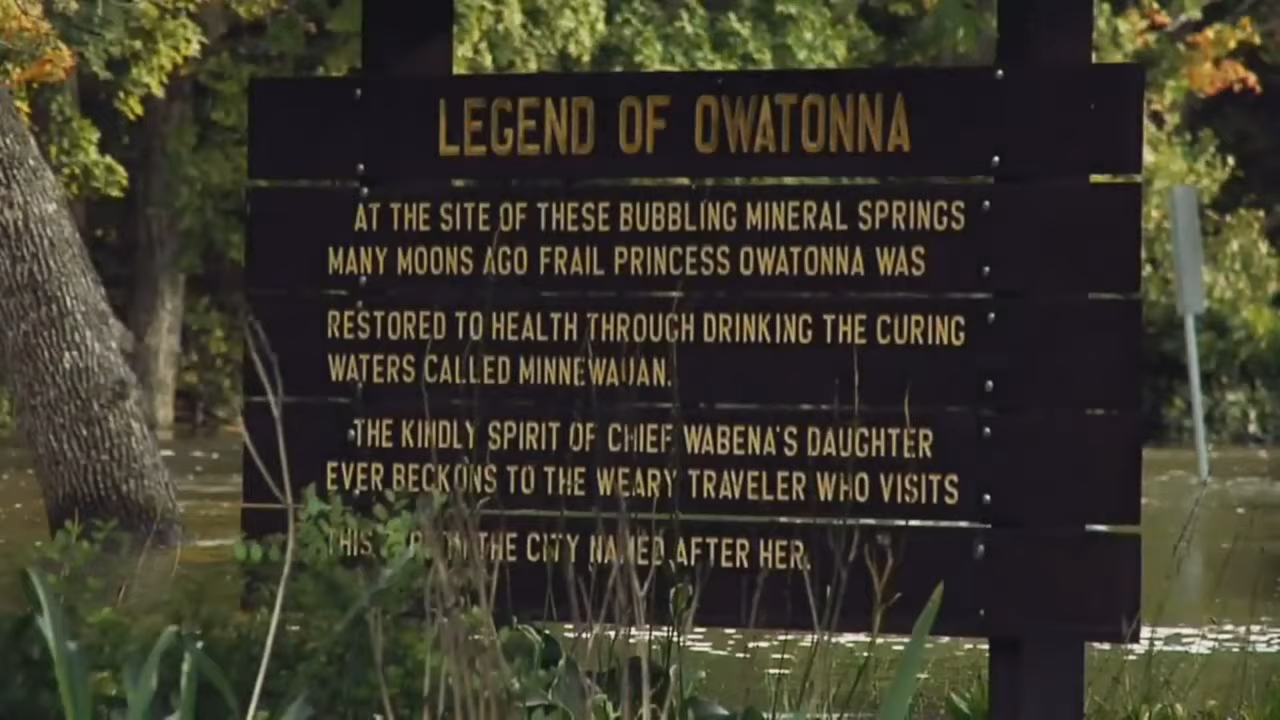 LEGEND OF OWATONNA
AT THE SITE OF THESE BUBBLING MINERAL SPRINGS
MANY MOONS AGO FRAIL PRINCESS OWATONNA WAS
RESTORED TO HEALTH THROUGH DRINKING THE CURING
WATERS CALLED MINNEWAUAN.
THE KINDLY SPIRIT OF CHIEF WABENA'S DAUGHTER
EVER BECKONS TO THE WEARY TRAVELER WHO VISITS
THIS THE CITY NAMED AFTER HER.